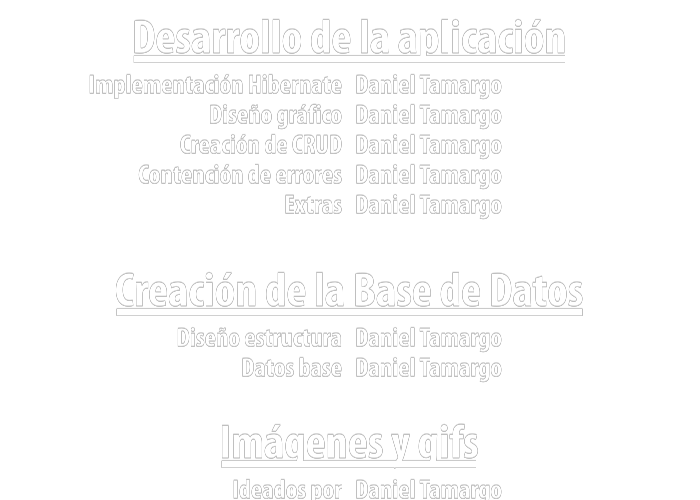 Desarrollo de la aplicación
Implementación Hibernate Daniel Tamargo
Diseño gráfico Daniel Tamargo
Creación de CRUD Daniel Tamargo
Contención de errores Daniel Tamargo
Extras Daniel Tamargo
Creación de la Base de Datos
Diseño estructura Daniel Tamargo
Datos base Daniel Tamargo
Imágenes y gifs
Ideados por Daniel Tamargo